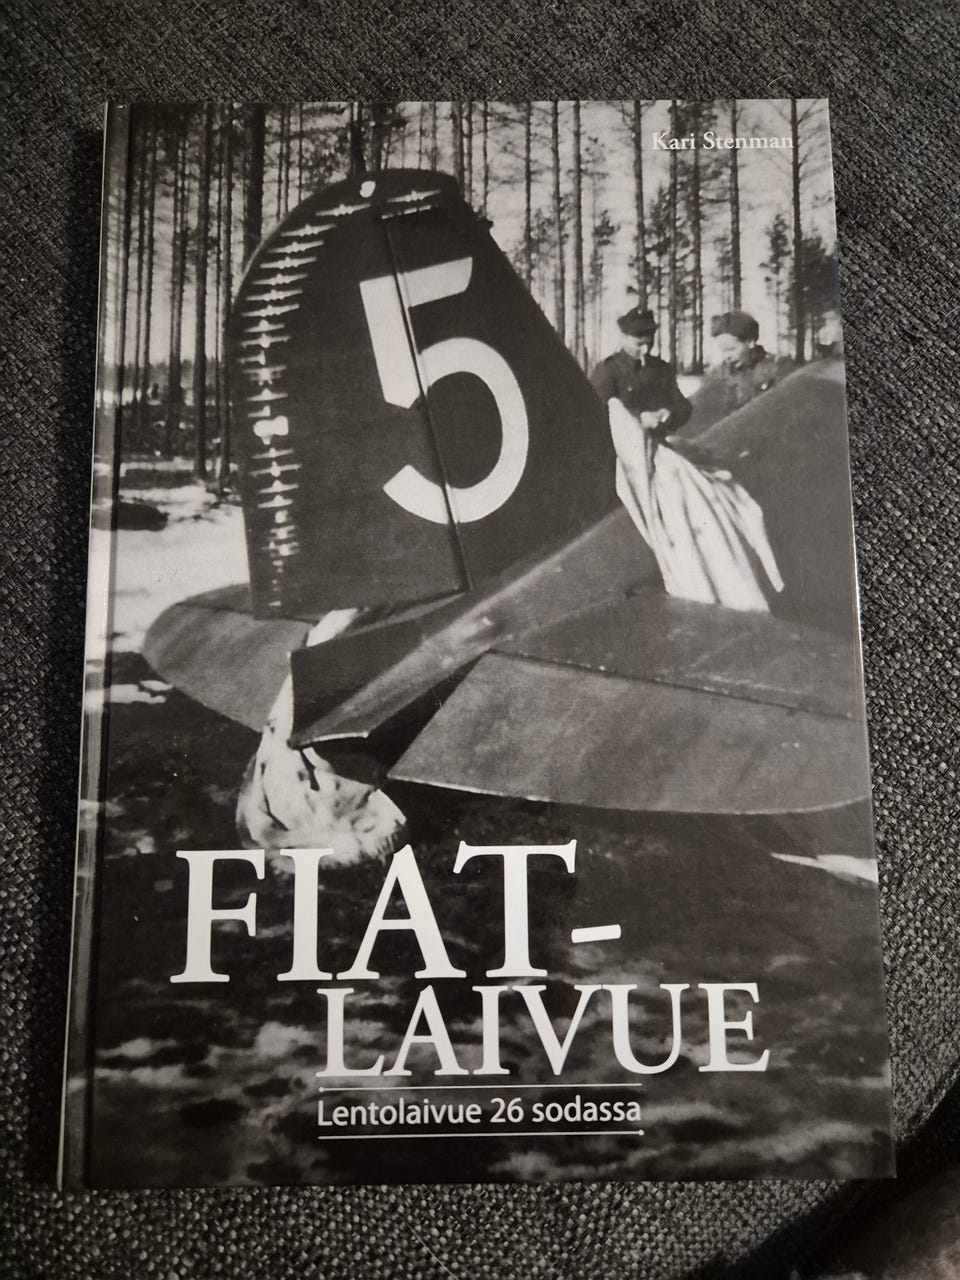 Kari Stenman
5
FIAT-
LAIVUE
Lentolaivue 26 sodassa